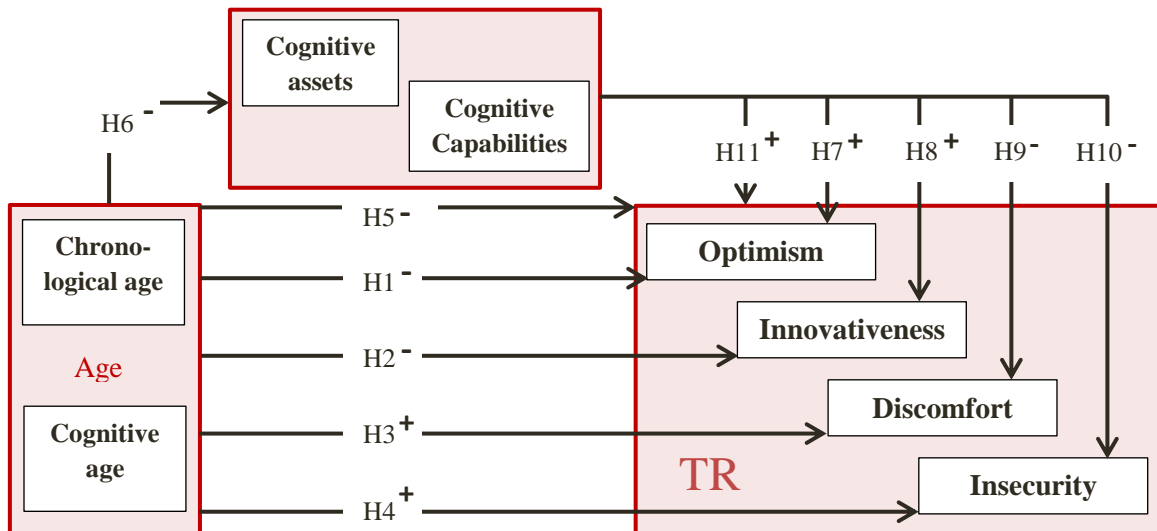 Cognitive
assets
Cognitive
Capabilities
H6 -
H11 + H7 + H8 + H9 - H10 -
Chrono-
logical age
Age
Cognitive
age
H5 -
H1 -
H2 -
H3 +
H4 +
Optimism
Innovativeness
Discomfort
Insecurity
TR